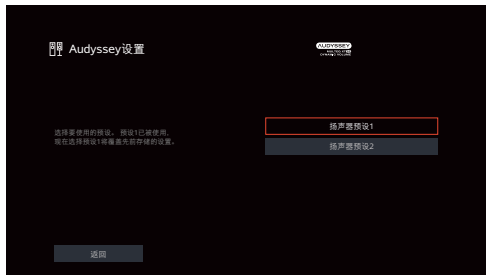 Audyssey设置
AUDYSSEY
选择要使用的预设。 预设1已被使用,
现在选择预设1将覆盖先前存储的设置。
扬声器预设1
扬声器预设2
返回